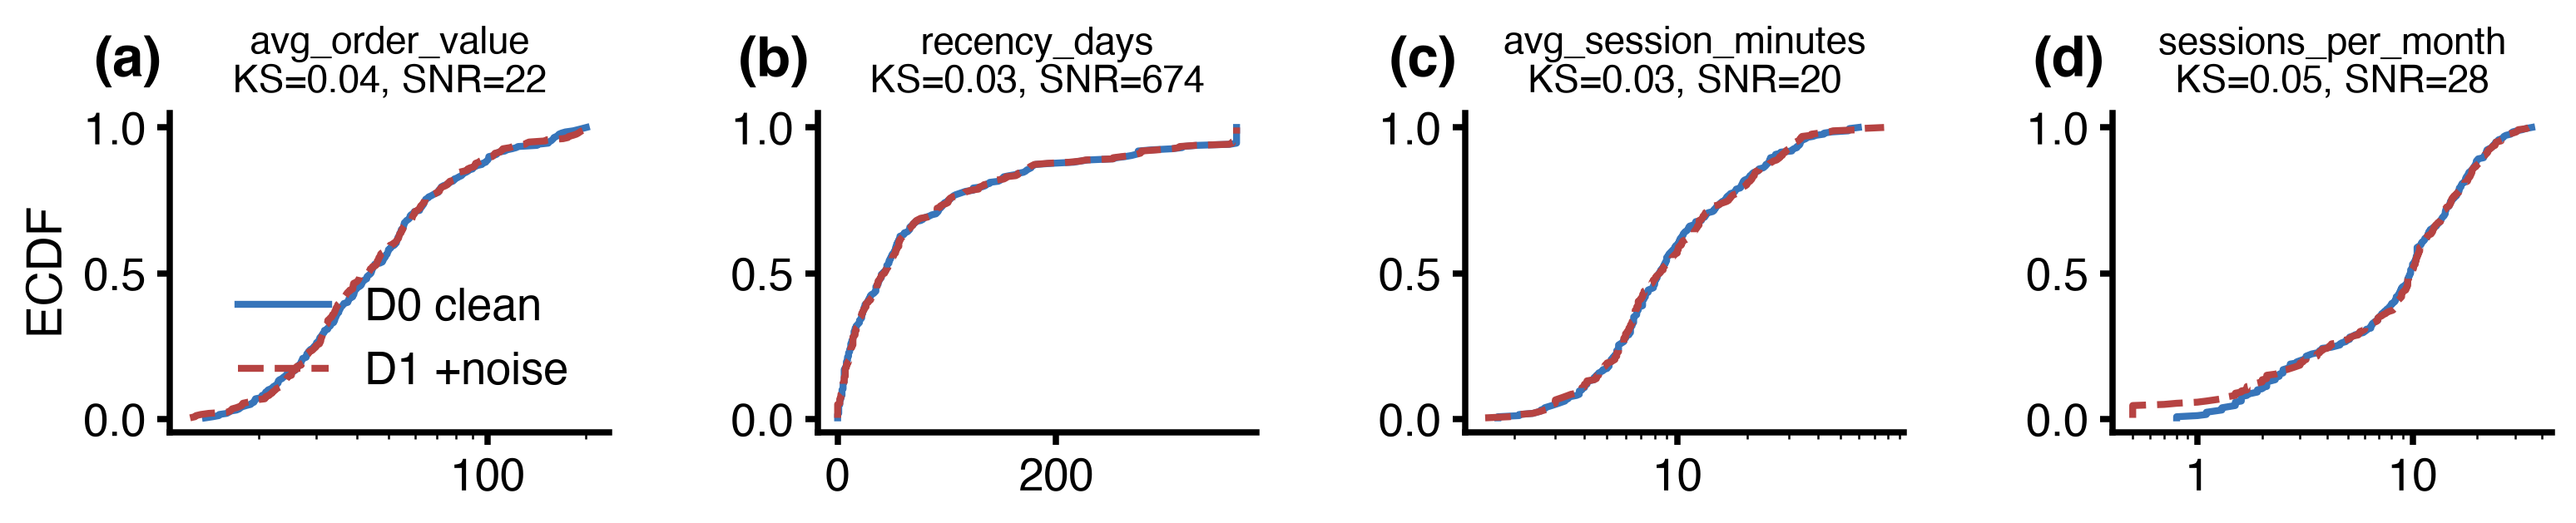 (a)
avg_order_value
KS=0.04, SNR=22
ECDF
1.0
0.5
0.0
D0 clean
D1 +noise
100
(b)
recency_days
KS=0.03, SNR=674
1.0
0.5
0.0
0 200
(c)
avg_session_minutes
KS=0.03, SNR=20
1.0
0.5
0.0
10
(d)
sessions_per_month
KS=0.05, SNR=28
1.0
0.5
0.0
1 10